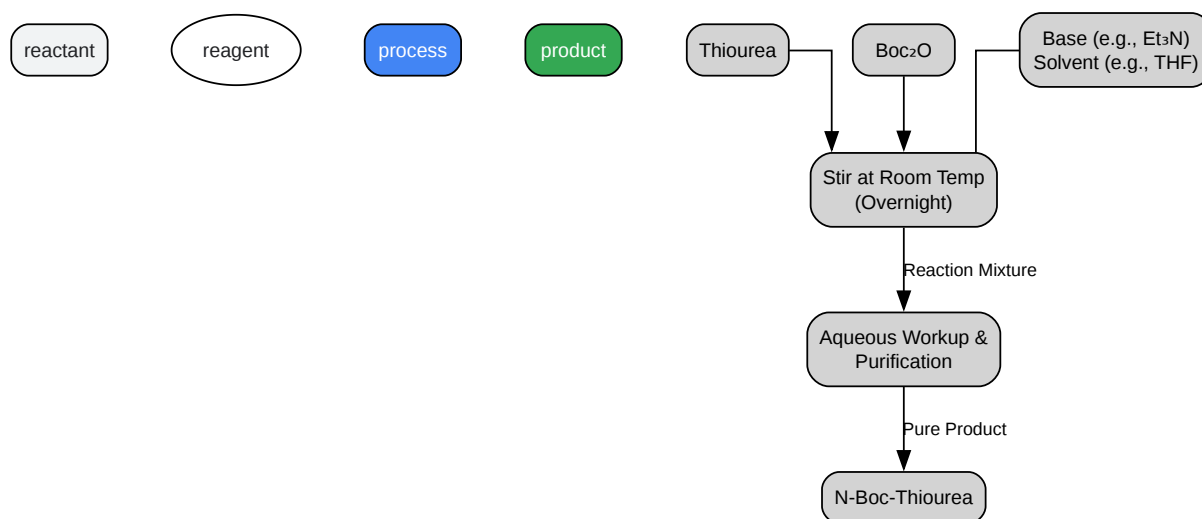 reactant
reagent
process
product
Thiourea
Boc₂O
Base (e.g., Et₃N)
Solvent (e.g., THF)
Stir at Room Temp
(Overnight)
Reaction Mixture
Aqueous Workup &
Purification
Pure Product
N-Boc-Thiourea